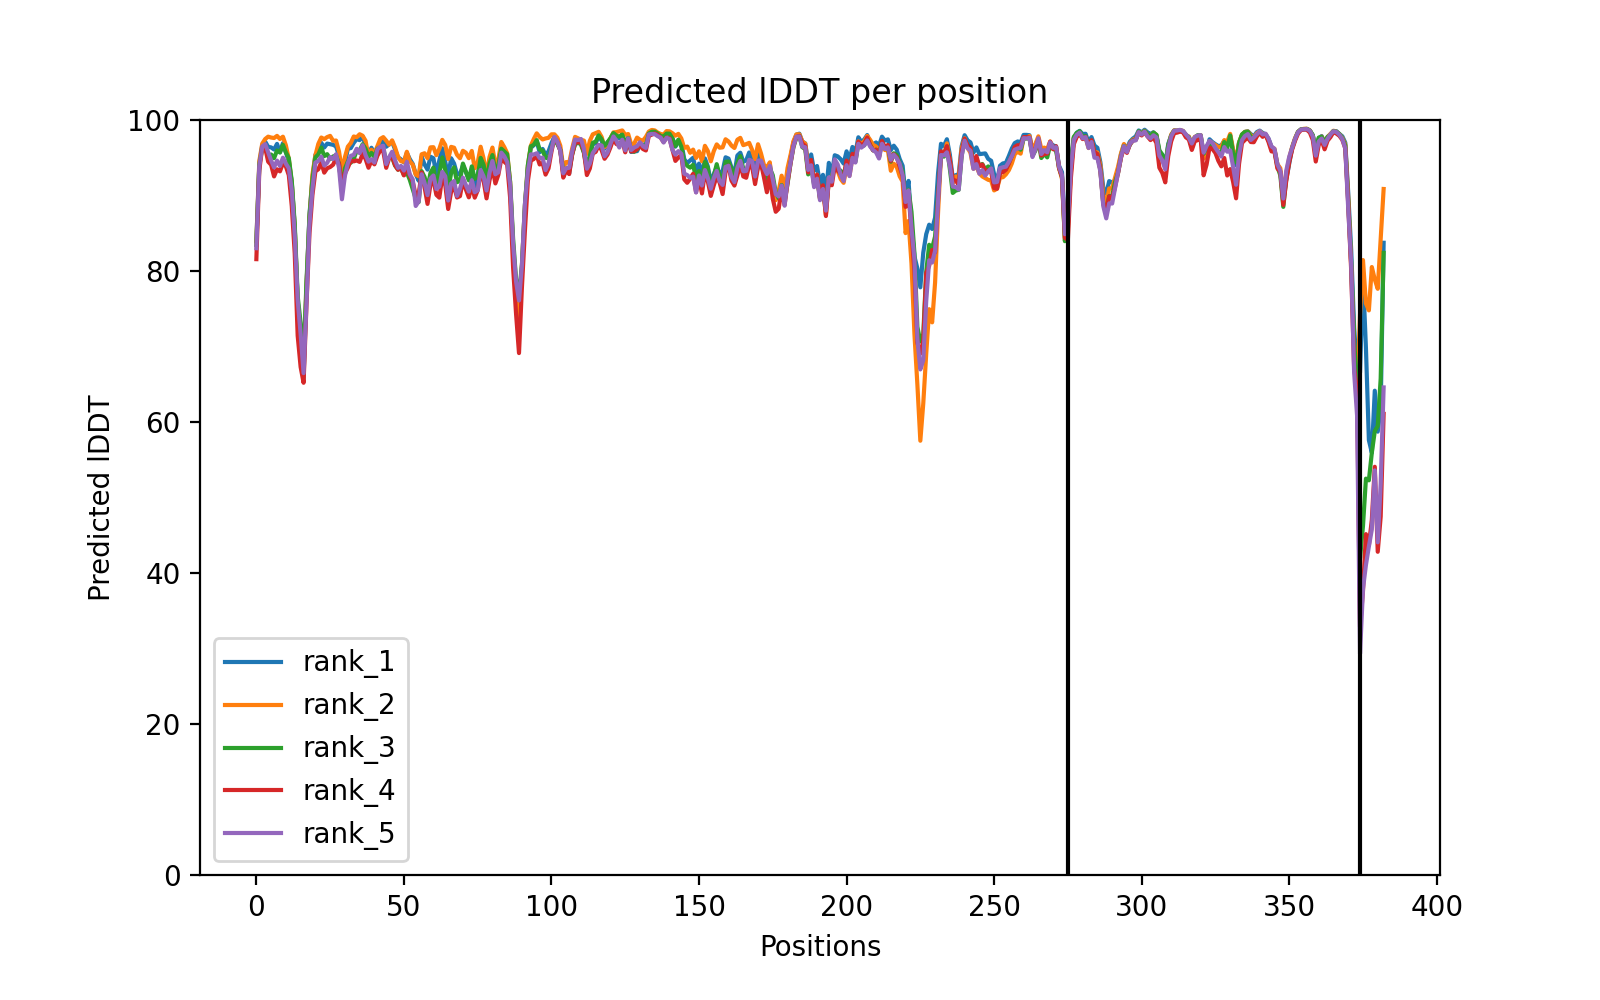 Predicted lDDT per position
100
80
60
40
20
0
Predicted lDDT
rank_1
rank_2
rank_3
rank_4
rank_5
0 50 100 150 200 250 300 350 400
Positions